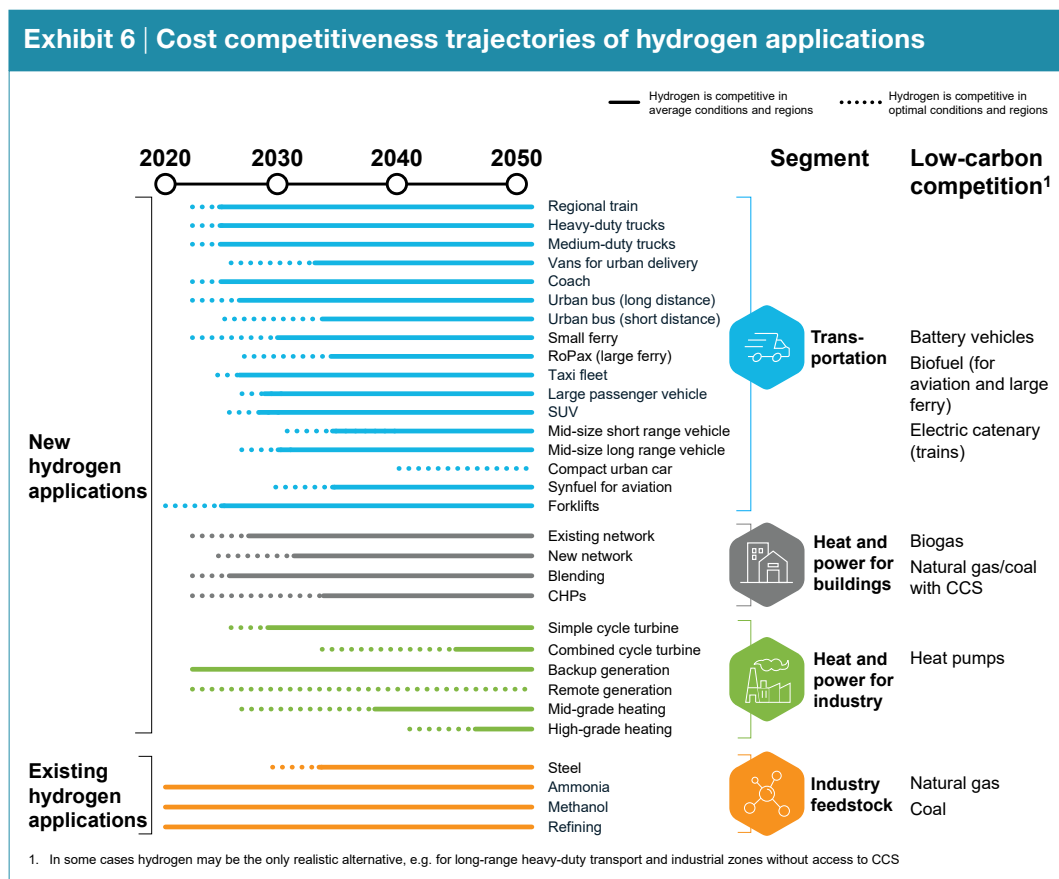 Exhibit 6 | Cost competitiveness trajectories of hydrogen applications
Hydrogen is competitive in
average conditions and regions
Hydrogen is competitive in
optimal conditions and regions
2020 2030 2040 2050
Segment
Low-carbon
competition1
New
hydrogen
applications
Regional train
Heavy-duty trucks
Medium-duty trucks
Vans for urban delivery
Coach
Urban bus (long distance)
Urban bus (short distance)
Small ferry
RoPax (large ferry)
Taxi fleet
Large passenger vehicle
SUV
Mid-size short range vehicle
Mid-size long range vehicle
Compact urban car
Synfuel for aviation
Forklifts
Trans-
portation
Battery vehicles
Biofuel (for
aviation and large
ferry)
Electric catenary
(trains)
Existing network
New network
Blending
CHPs
Heat and
power for
buildings
Biogas
Natural gas/coal
with CCS
Simple cycle turbine
Combined cycle turbine
Backup generation
Remote generation
Mid-grade heating
High-grade heating
Heat and
power for
industry
Heat pumps
Existing
hydrogen
applications
Steel
Ammonia
Methanol
Refining
Industry
feedstock
Natural gas
Coal
1. In some cases hydrogen may be the only realistic alternative, e.g. for long-range heavy-duty transport and industrial zones without access to CCS